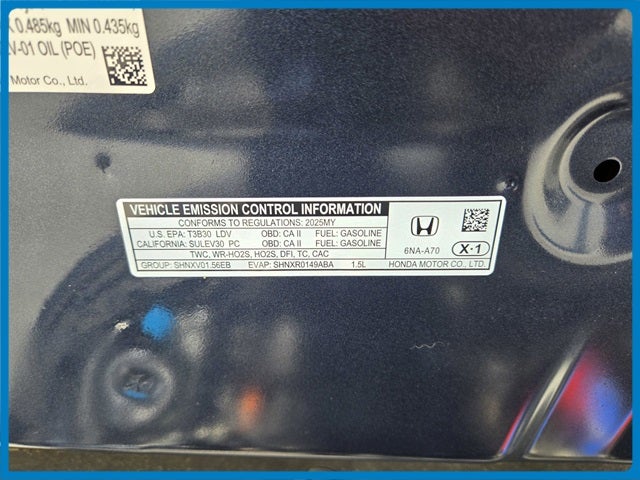 0.485kg MIN 0.435kg
V-01 OIL (POE)
Motor Co., Ltd.
VEHICLE EMISSION CONTROL INFORMATION
CONFORMS TO REGULATIONS: 2025MY
U.S. EPA: T3B30 LDV OBD: CA II FUEL: GASOLINE
CALIFORNIA: SULEV30 PC OBD: CA II FUEL: GASOLINE
TWC, WR-HO2S, HO2S, DFI, TC, CAC
GROUP: SHNXV01.56EB EVAP: SHNXR0149ABA 1.5L
6NA-A70
X-1
HONDA MOTOR CO., LTD.